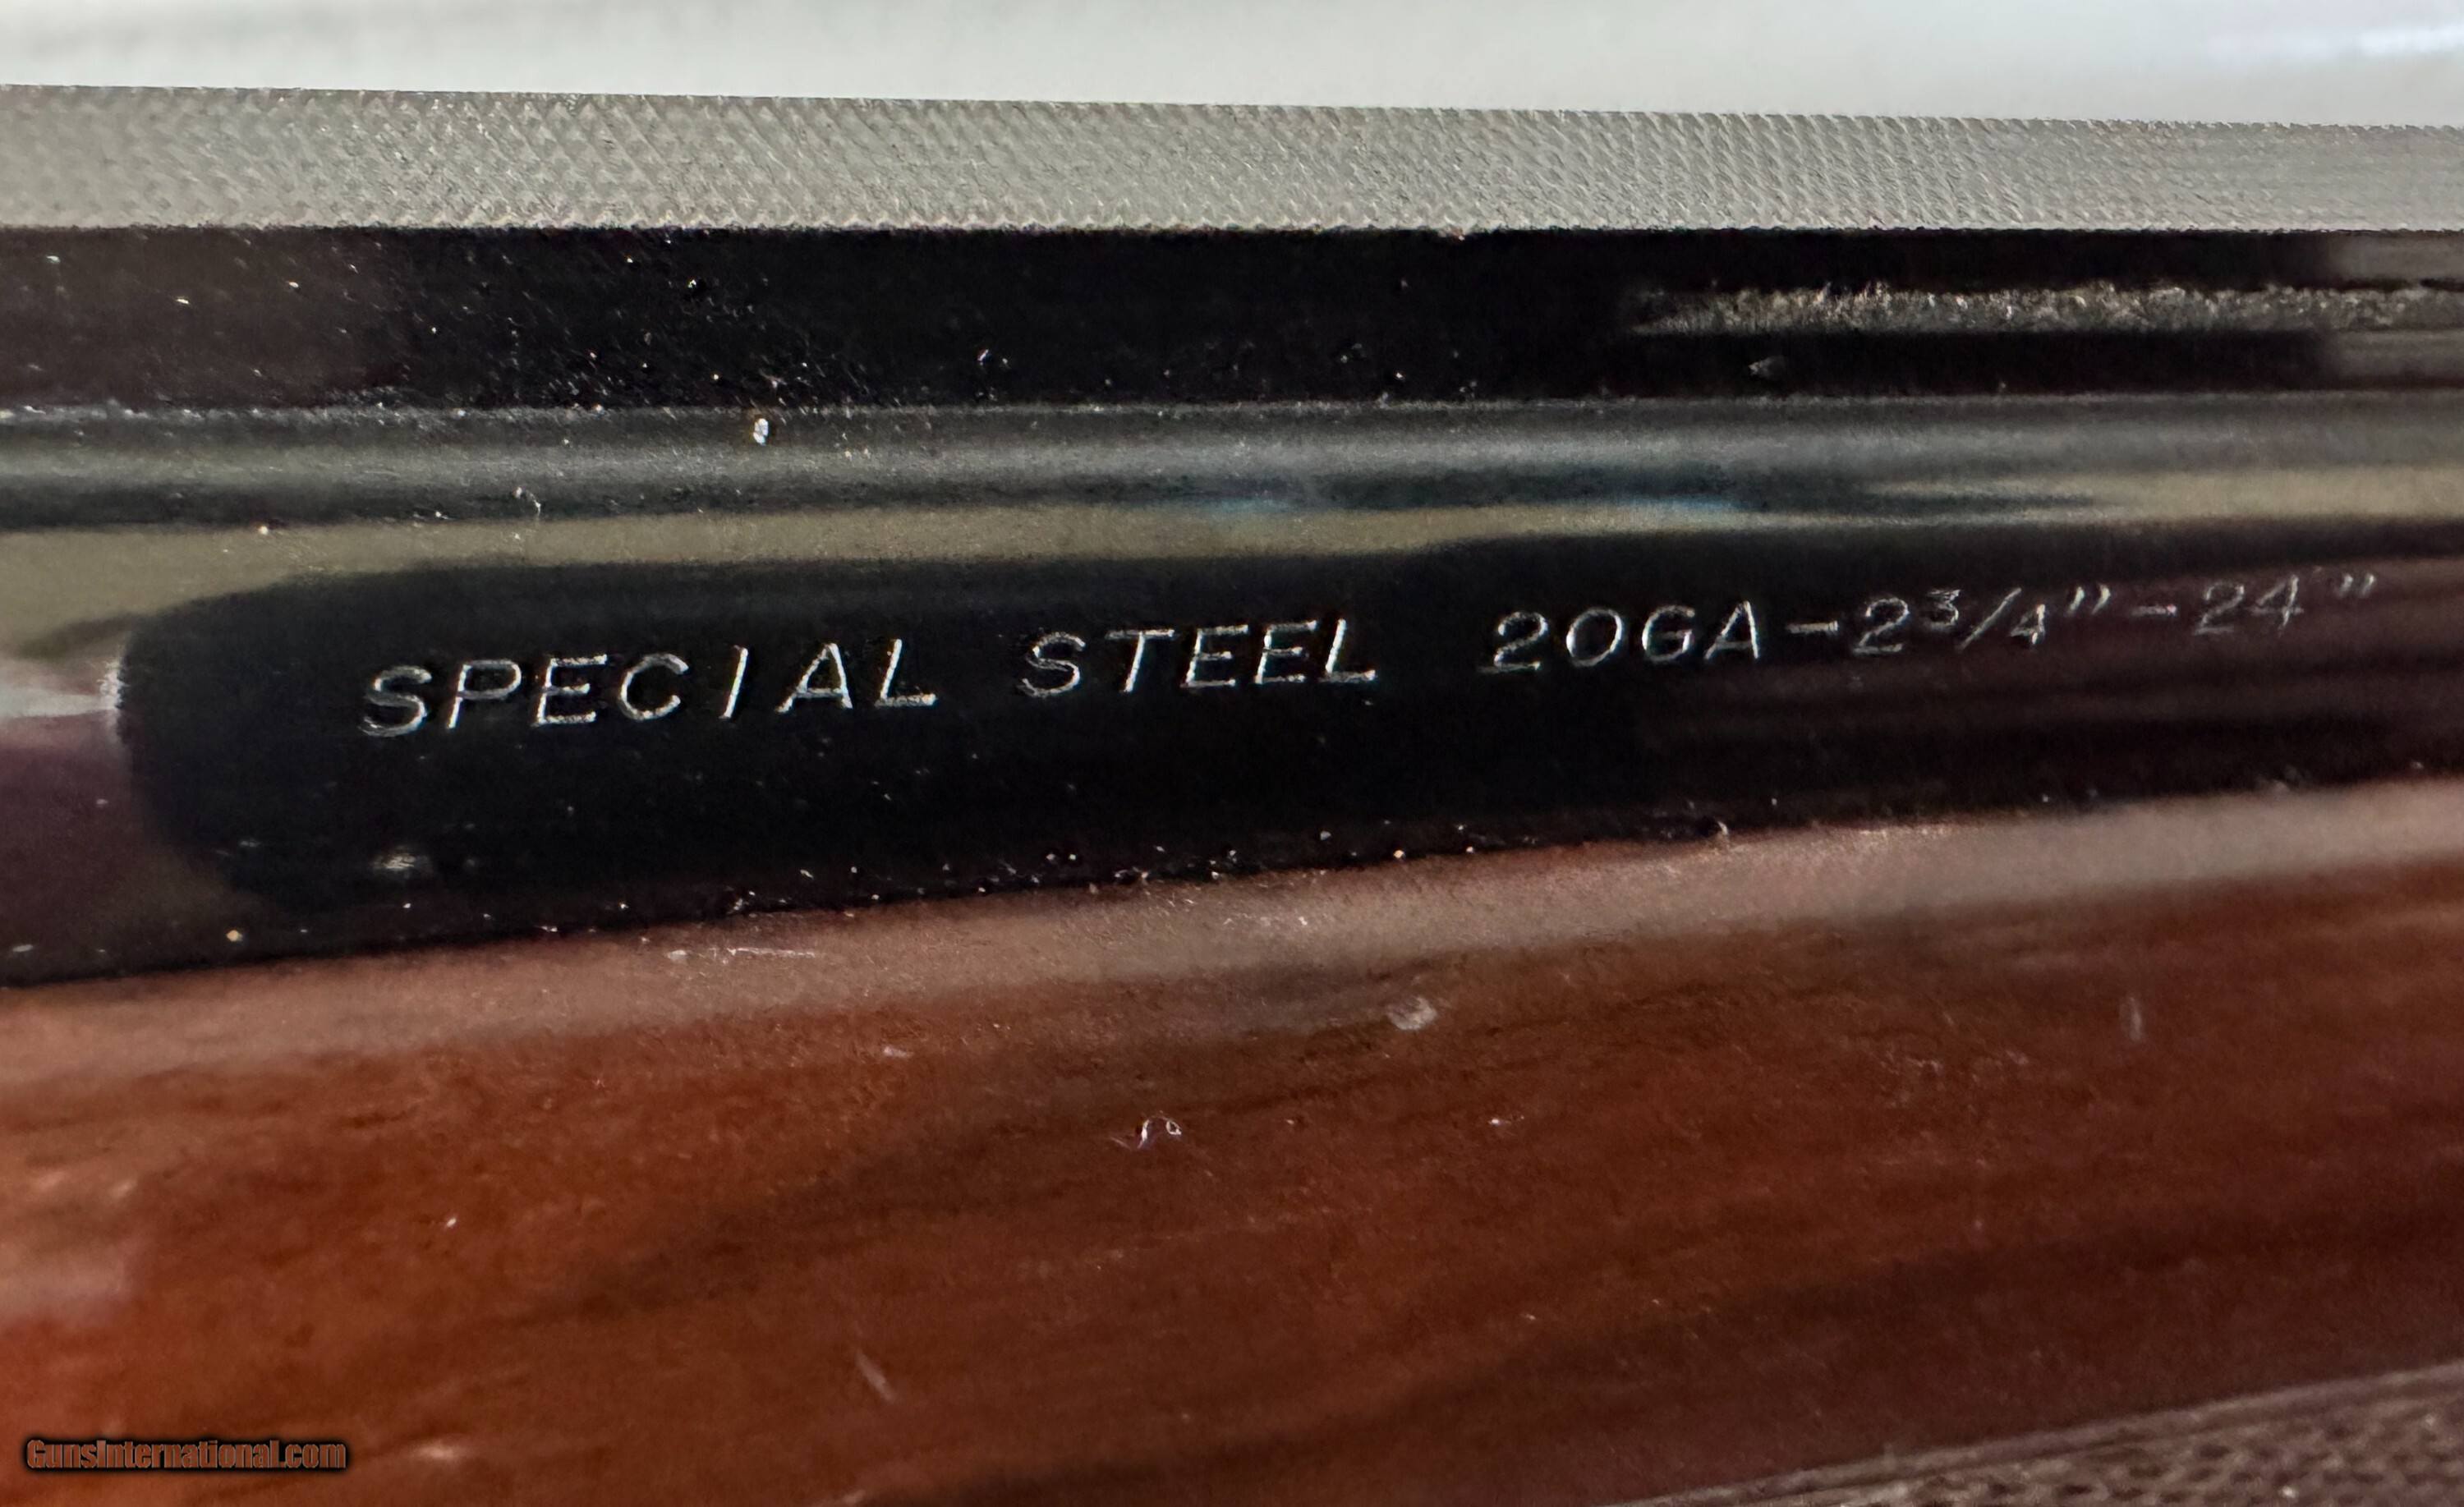 SPECIAL STEEL 20GA-2¾"-24"
GunsInternational.com